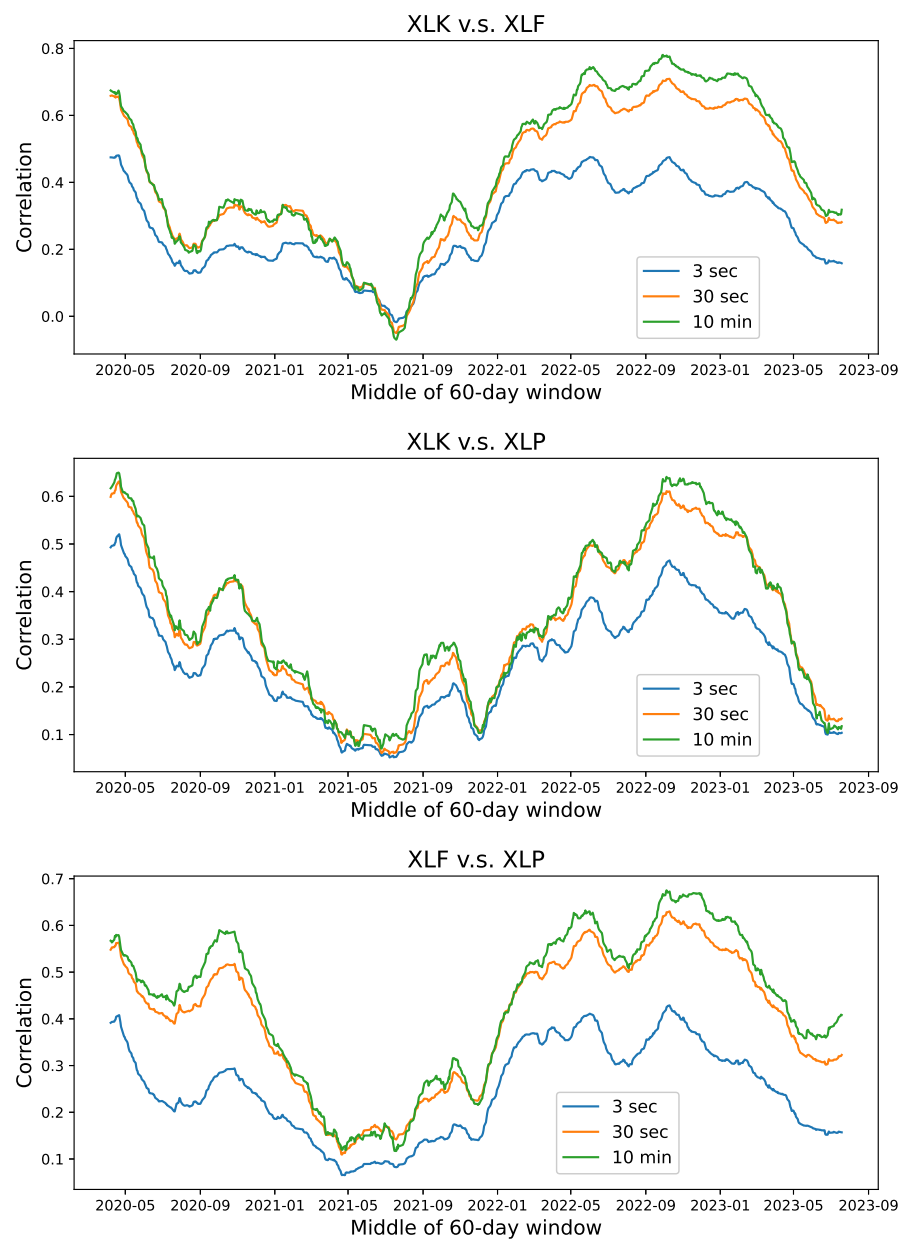 XLK v.s. XLF
Correlation
0.8
0.6
0.4
0.2
0.0
3 sec
30 sec
10 min
2020-05 2020-09 2021-01 2021-05 2021-09 2022-01 2022-05 2022-09 2023-01 2023-05 2023-09
Middle of 60-day window
XLK v.s. XLP
Correlation
0.6
0.5
0.4
0.3
0.2
0.1
3 sec
30 sec
10 min
2020-05 2020-09 2021-01 2021-05 2021-09 2022-01 2022-05 2022-09 2023-01 2023-05 2023-09
Middle of 60-day window
XLF v.s. XLP
Correlation
0.7
0.6
0.5
0.4
0.3
0.2
0.1
3 sec
30 sec
10 min
2020-05 2020-09 2021-01 2021-05 2021-09 2022-01 2022-05 2022-09 2023-01 2023-05 2023-09
Middle of 60-day window